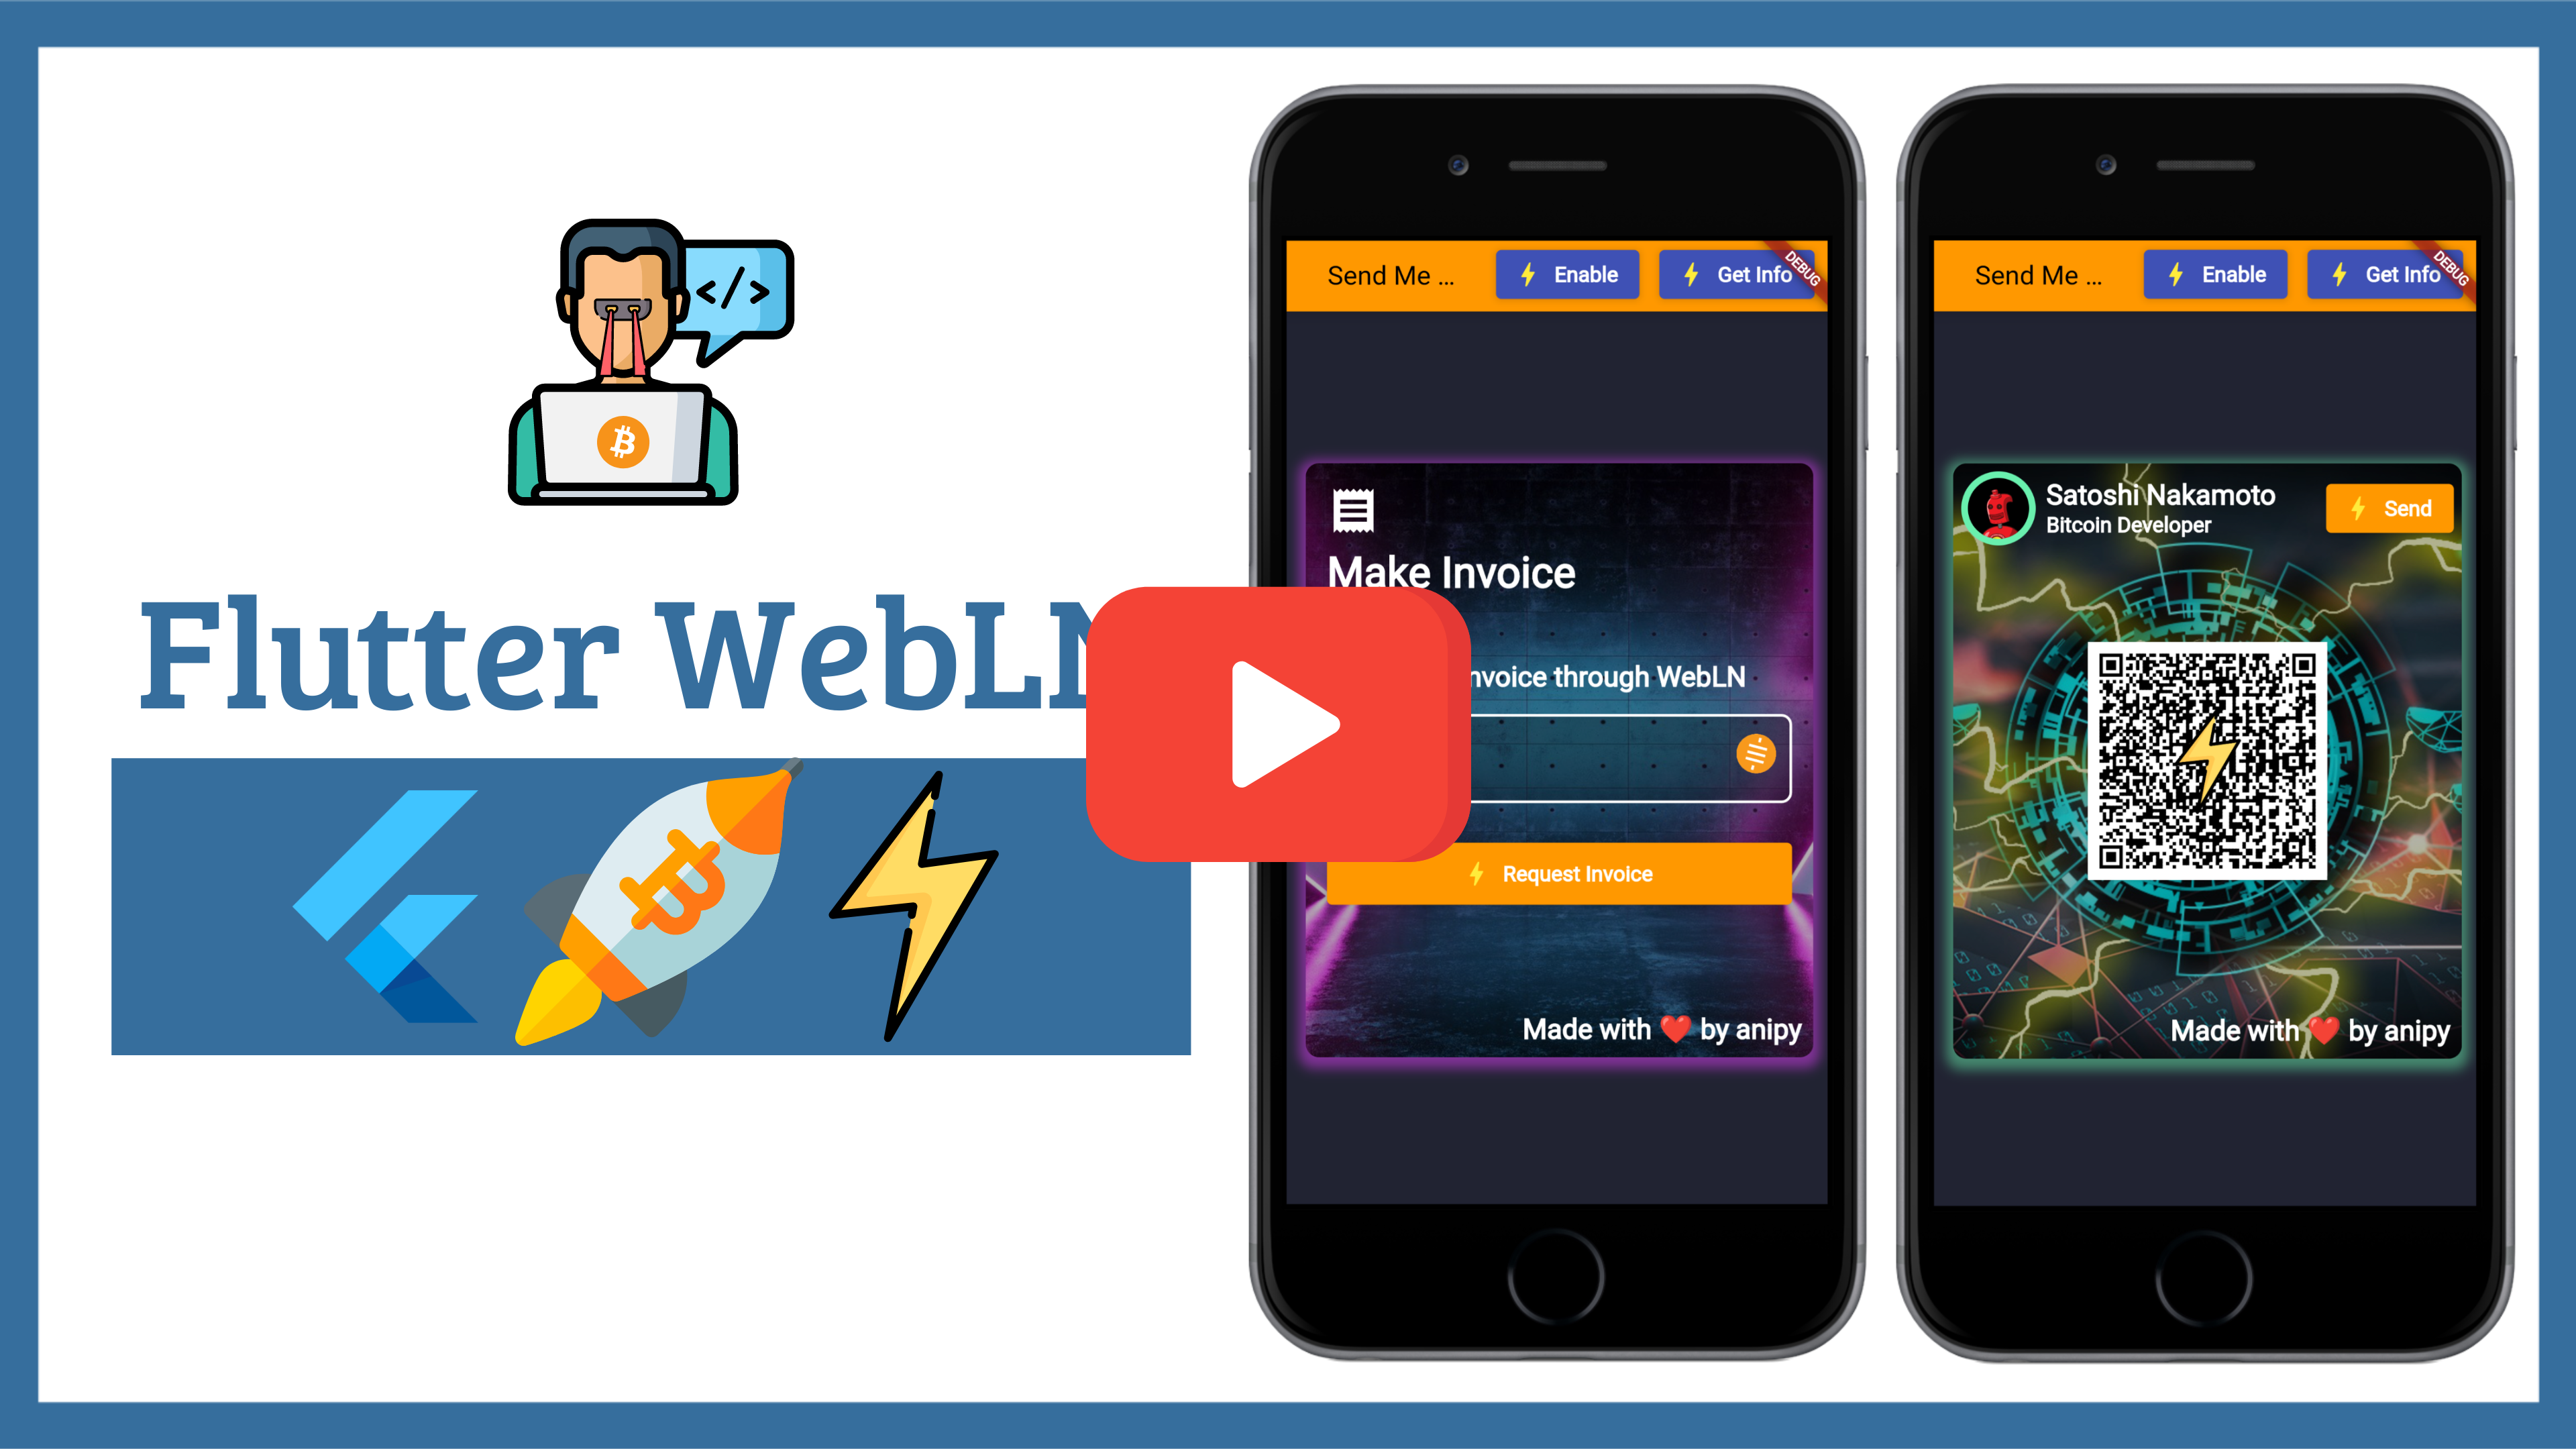 </>
Flutter WebLN
Send Me ...
Enable
Get Info
DEBUG
Make Invoice
nvoice through WebLN
Request Invoice
Made with ❤️ by anipy
Send Me ...
Enable
Get Info
DEBUG
Satoshi Nakamoto
Bitcoin Developer
Send
Made with ❤️ by anipy